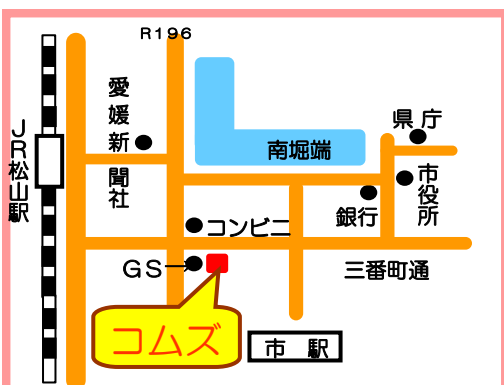 R196
愛媛新聞社
県庁
JR松山駅
南堀端
市役所
銀行
コンビニ
GS
三番町通
コムズ
市駅